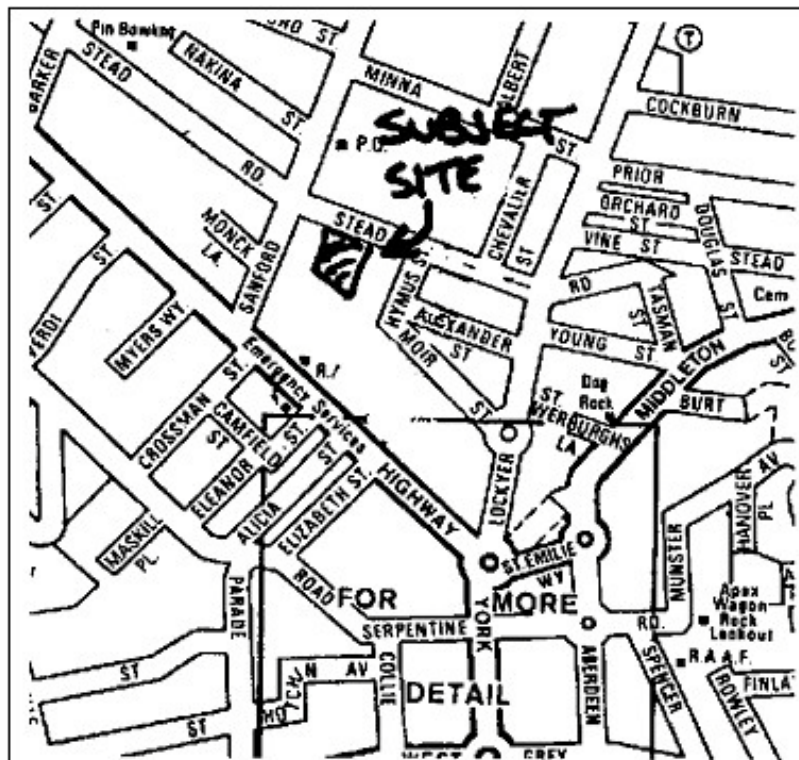 Pin Bowling
ST
BARKER
STEAD
NAKINA
ST.
MINNA
ST
COCKBURN
P.O.
SUBJECT
SITE
RD.
STEAD
CHEVALIER
ST
PRIOR
ORCHARD
ST
VINE ST
DOUGLAS
STEAD
Cem
MONCK
LA.
SANFORD
HYMUS
ALEXANDER
ST
MOIR
ST
RD
TASMAN
ST
YOUNG
ST
ST
MYERS WY.
Emergency Services
Dog
Rock
MIDDLETON
BURT
ST
ST.
WERBURGHS
LA
CROSSMAN
ST
CAMFIELD
ST.
ELEANOR
ST
ALICIA
ST
ELIZABETH ST.
HIGHWAY
LOCKYER
AV
HANOVER
PL
MUNSTER
MASKILL
PL
PARADE
ROAD
ST. EMILIE
WY
FOR
MORE
DETAIL
SERPENTINE
RD.
YORK
COLLIE
ABERDEEN
Apex
Wagon
Rock
Lookout
R.A.A.F.
SPENCER
ROWLEY
ST
ST
AV
WEST
GREY